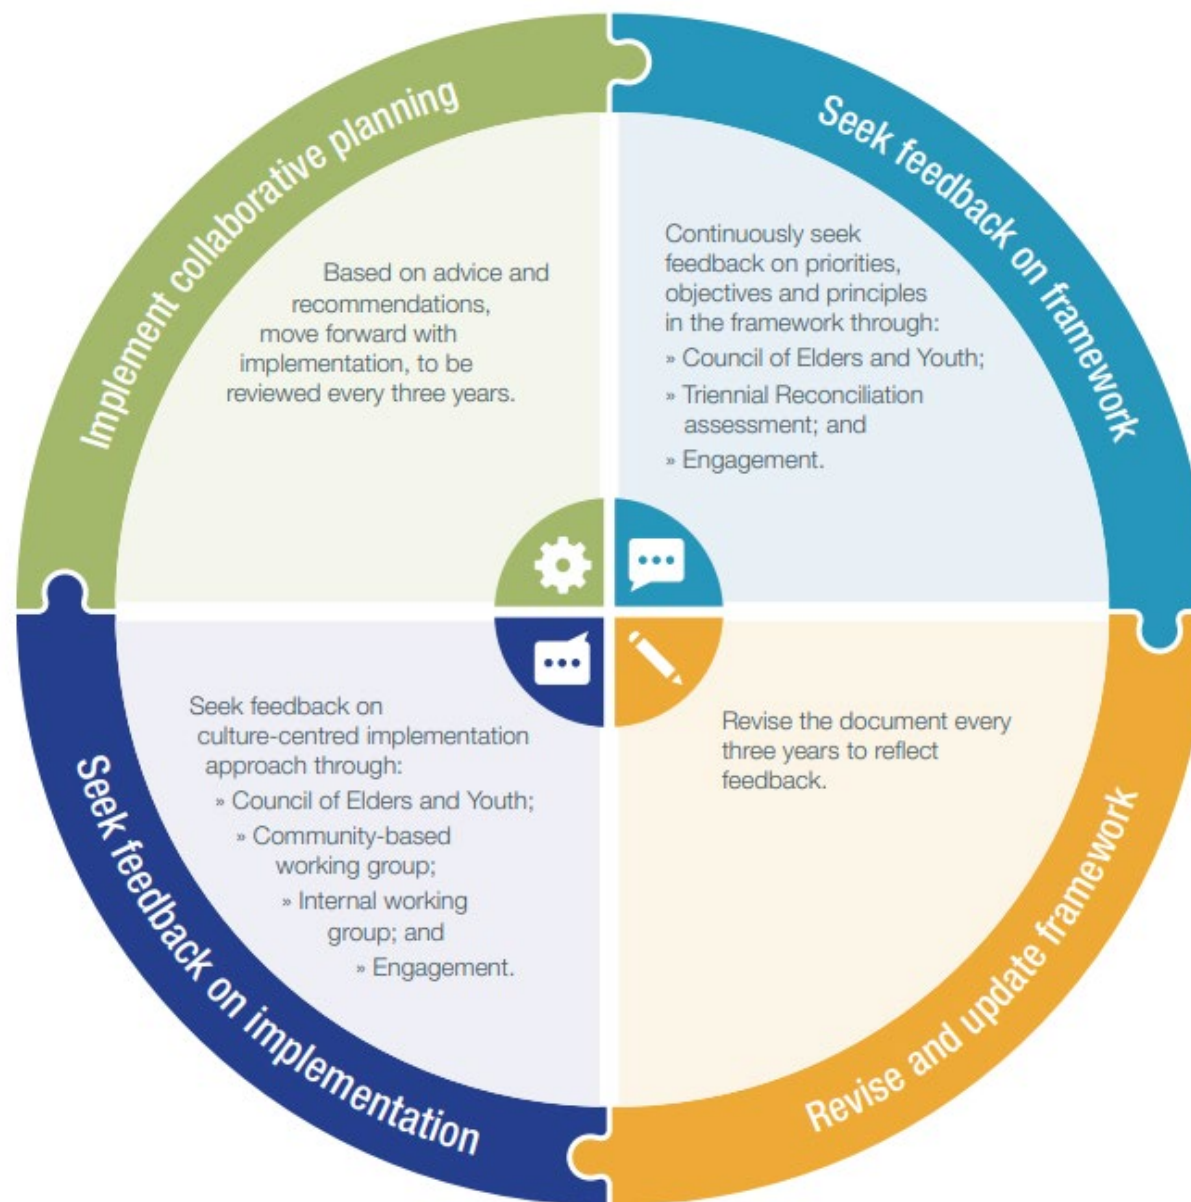 Implement collaborative planning
Based on advice and
recommendations,
move forward with
implementation, to be
reviewed every three years.
Seek feedback on framework
Continuously seek
feedback on priorities,
objectives and principles
in the framework through:
» Council of Elders and Youth;
» Triennial Reconciliation
assessment; and
» Engagement.
Revise and update framework
Revise the document every
three years to reflect
feedback.
Seek feedback on implementation
Seek feedback on
culture-centred implementation
approach through:
» Council of Elders and Youth;
» Community-based
working group;
» Internal working
group; and
» Engagement.